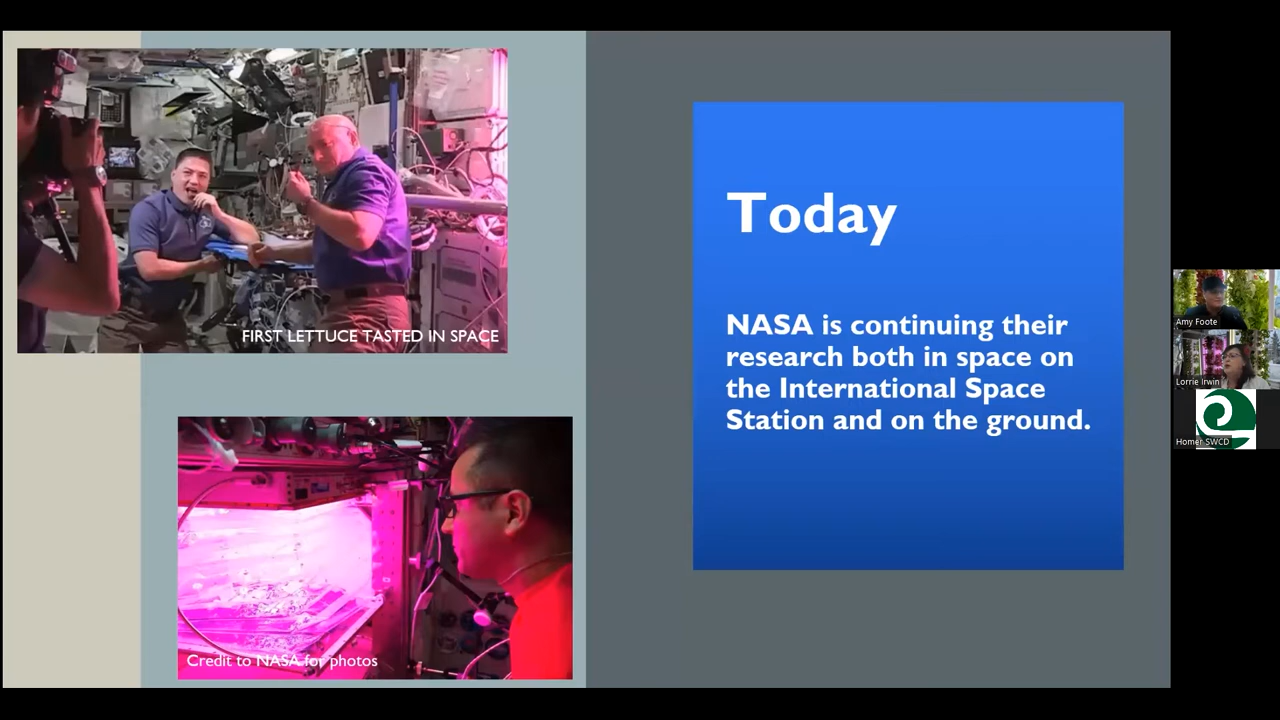 FIRST LETTUCE TASTED IN SPACE
Credit to NASA for photos
Today
NASA is continuing their
research both in space on
the International Space
Station and on the ground.
Amy Foote
Lorrie Irwin
Homer SWCD